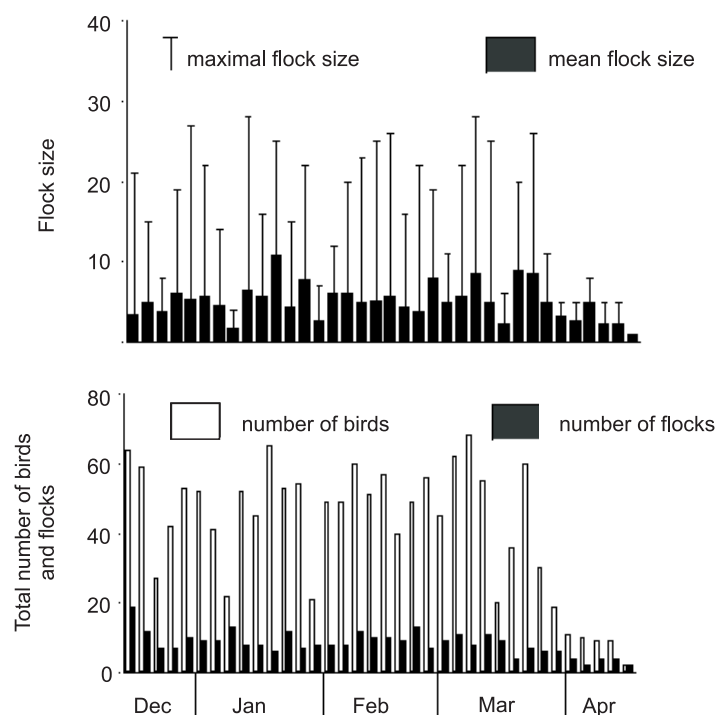 40
maximal flock size
mean flock size
30
20
10
Flock size
80
number of birds
number of flocks
60
40
20
0
Total number of birds
and flocks
Dec Jan Feb Mar Apr